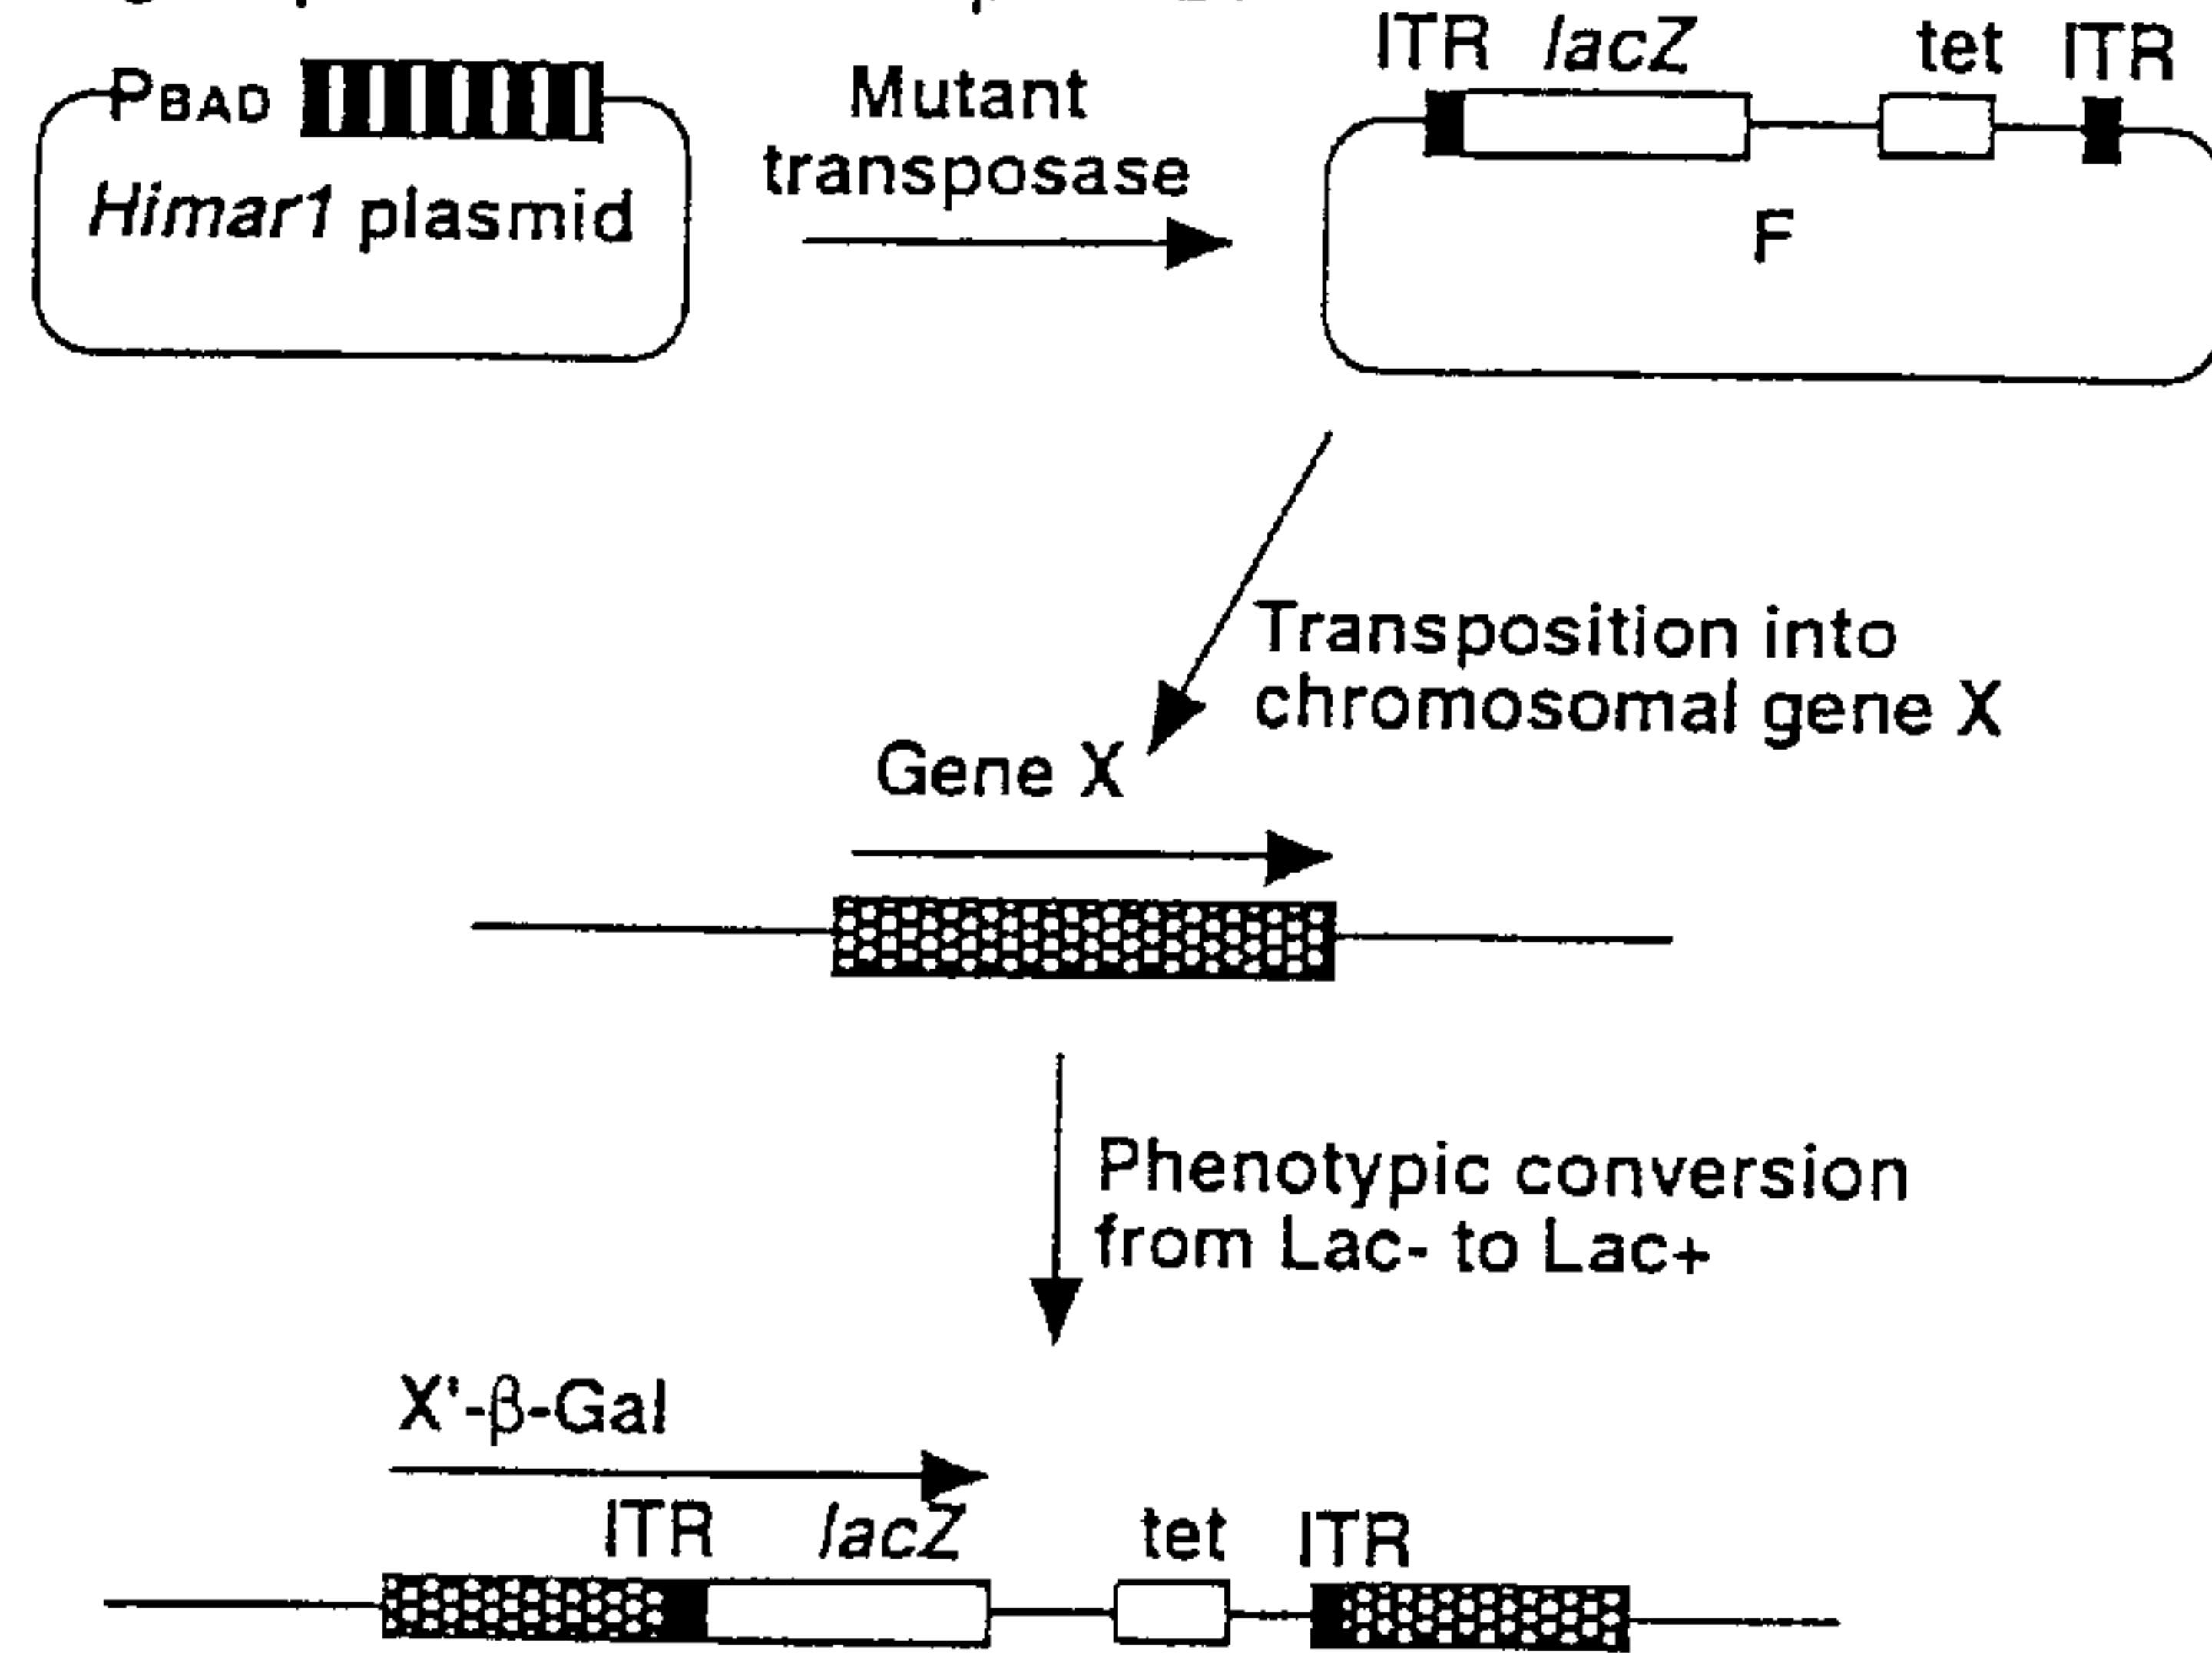 PBAD
Himar1 plasmid
Mutant
transposase
ITR lacZ tet ITR
F
Transposition into
chromosomal gene X
Gene X
Phenotypic conversion
from Lac- to Lac+
X'-β-Gal
ITR lacZ tet ITR